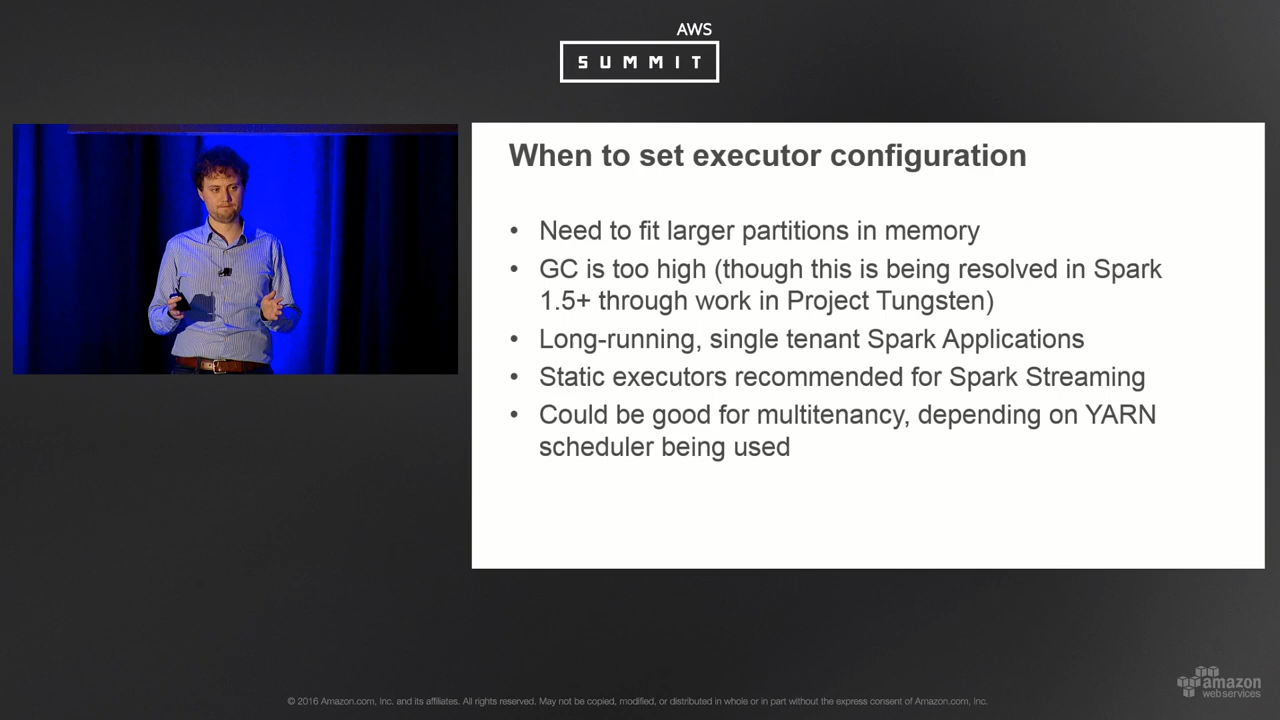 AWS
SUMMIT
When to set executor configuration
• Need to fit larger partitions in memory
• GC is too high (though this is being resolved in Spark
1.5+ through work in Project Tungsten)
• Long-running, single tenant Spark Applications
• Static executors recommended for Spark Streaming
• Could be good for multitenancy, depending on YARN
scheduler being used
amazon
web services
© 2016 Amazon.com, Inc. and its affiliates. All rights reserved. May not be copied, modified, or distributed in whole or in part without the express consent of Amazon.com, Inc.